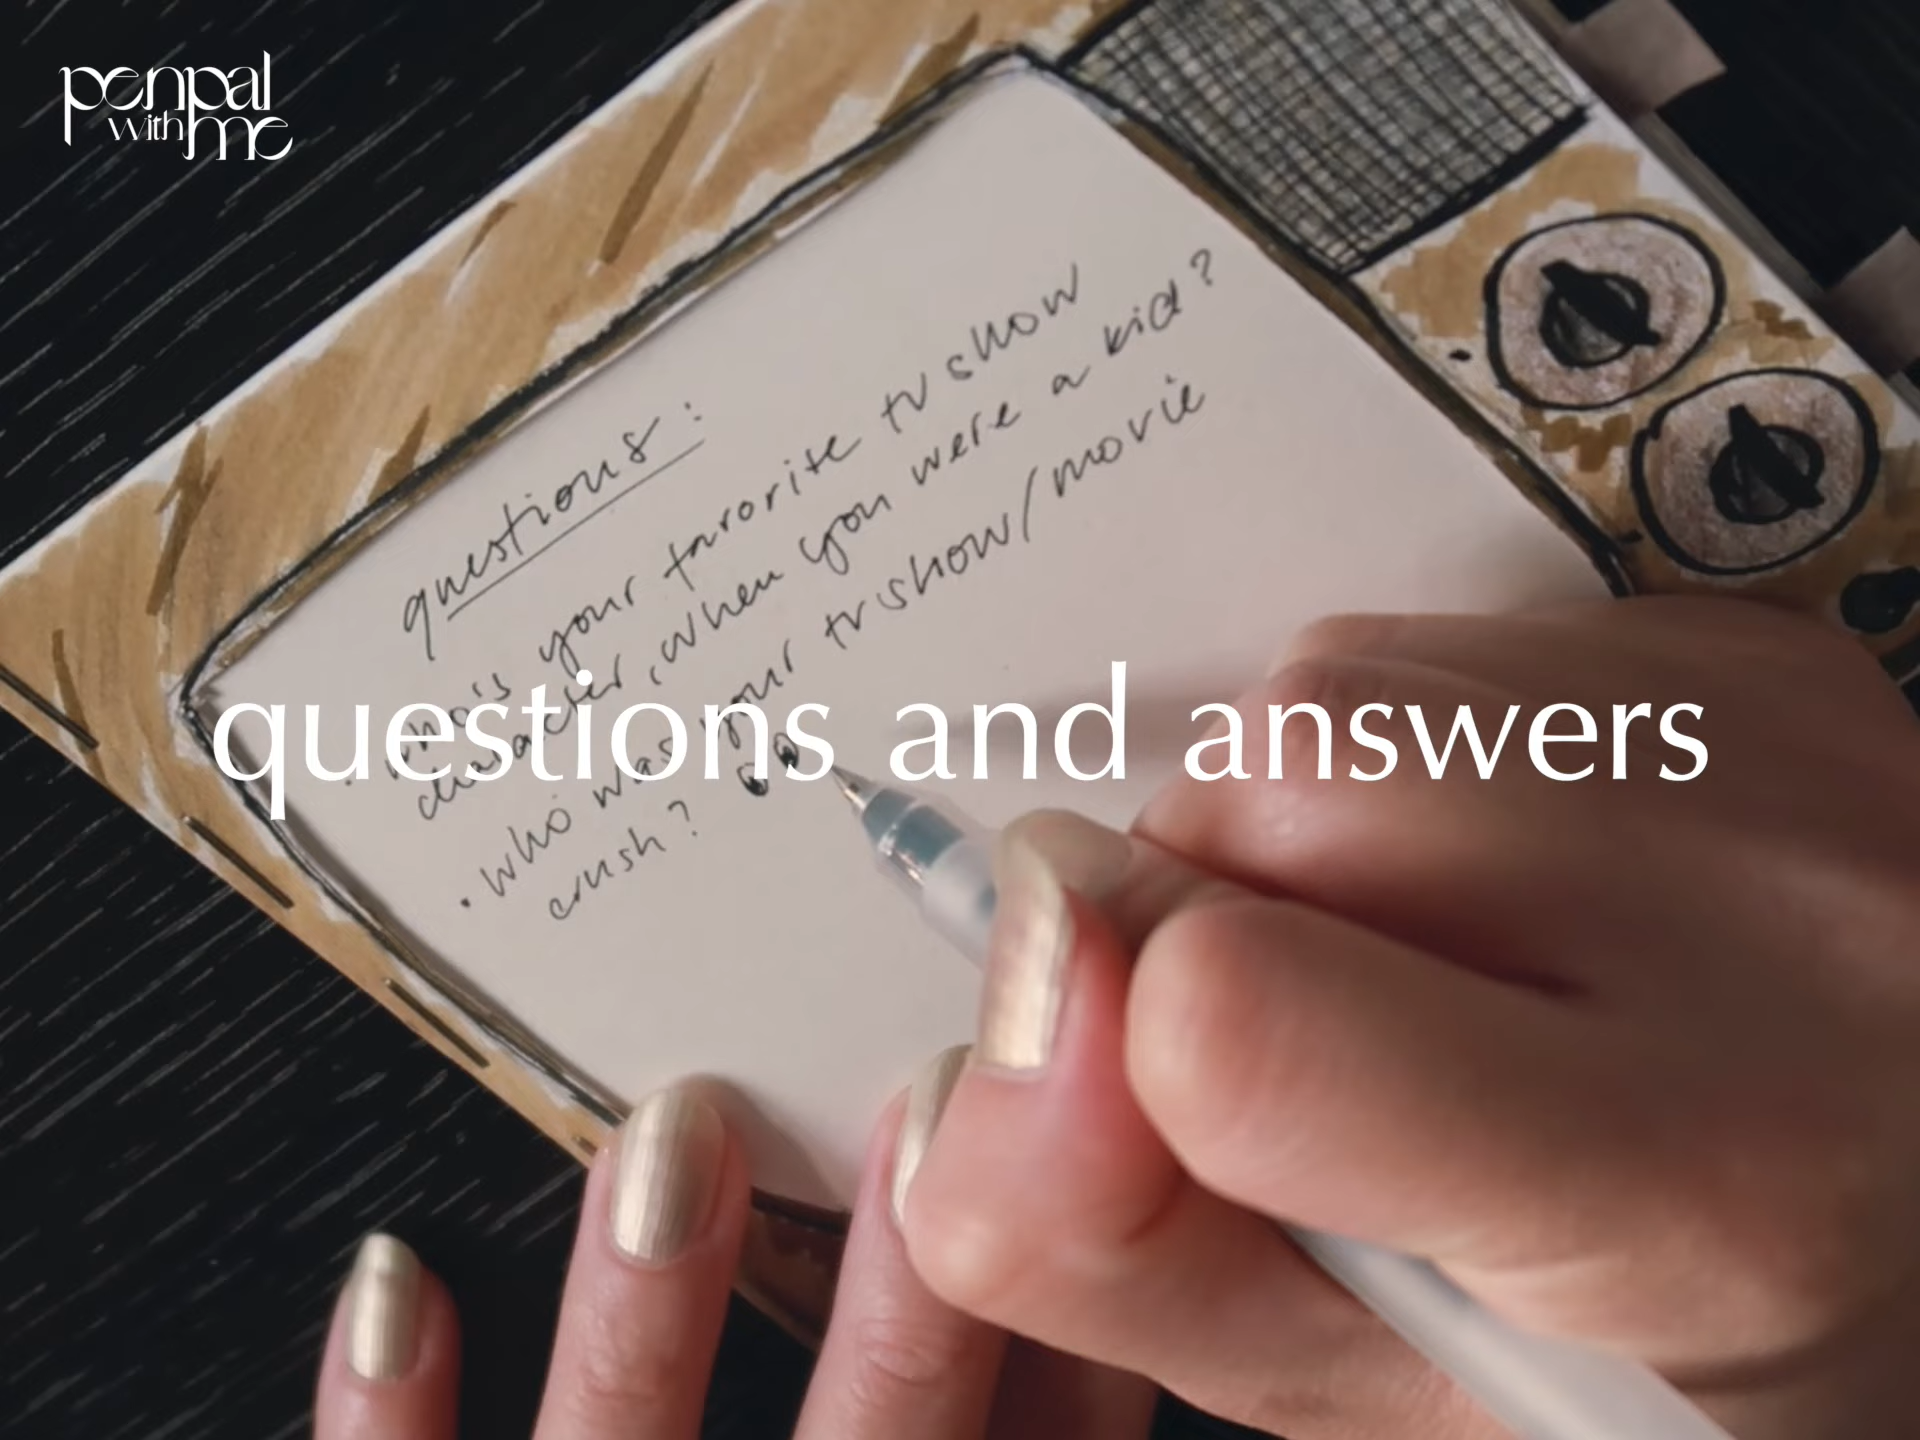 penpal
with me
questions:
· who's your favorite tv show
character, when you were a kid?
· who was your tv show/movie
crush?
questions and answers